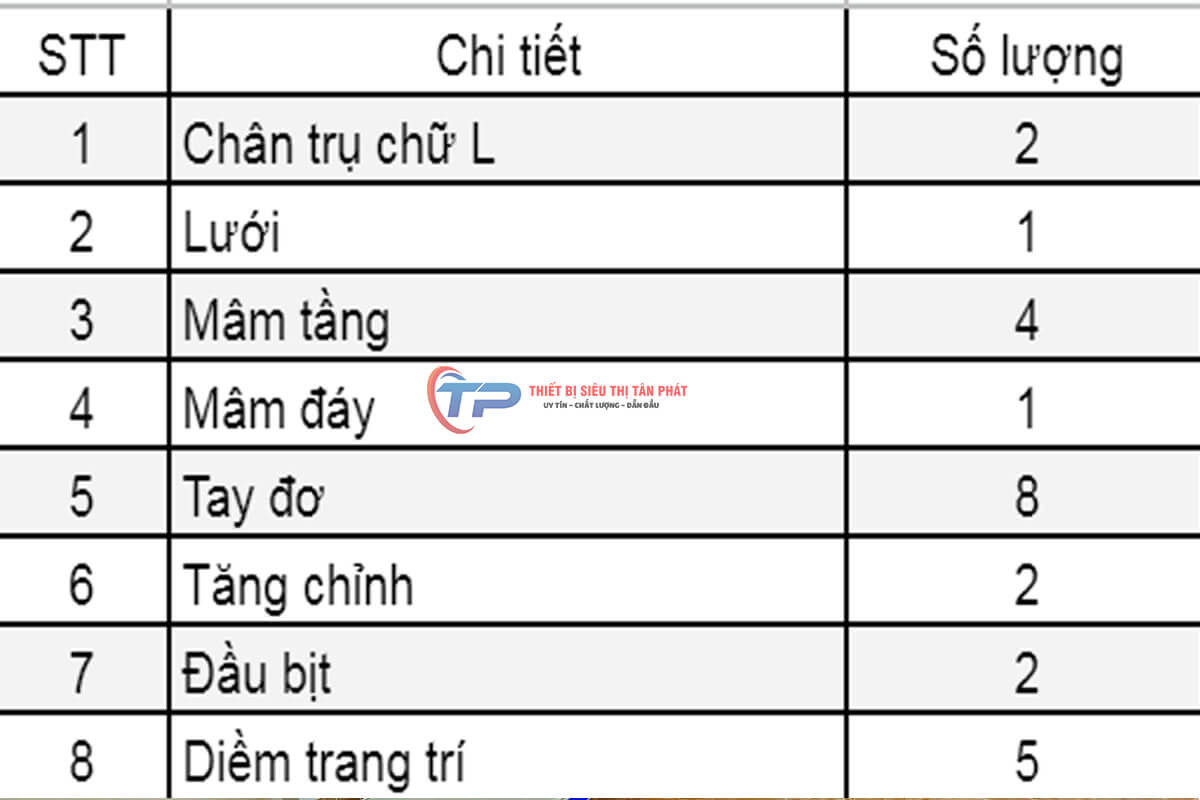 STT Chi tiết Số lượng
1 Chân trụ chữ L 2
2 Lưới 1
3 Mâm tầng 4
4 Mâm đáy 1
TP THIẾT BỊ SIÊU THỊ TÂN PHÁT
UY TÍN - CHẤT LƯỢNG - DẪN ĐẦU
5 Tay đơ 8
6 Tăng chỉnh 2
7 Đầu bịt 2
8 Diềm trang trí 5